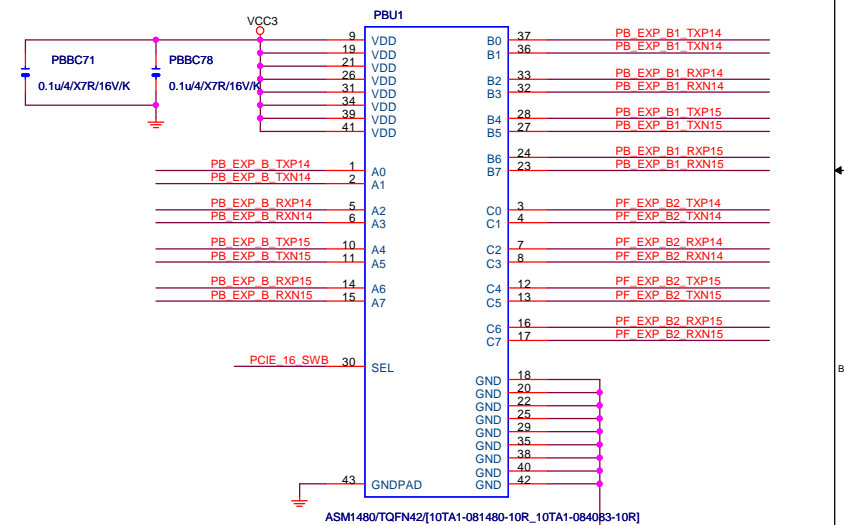 VCC3
PBU1
PBBC71
0.1u/4/X7R/16V/K
PBBC78
0.1u/4/X7R/16V/K
9 VDD
19 VDD
21 VDD
26 VDD
31 VDD
34 VDD
39 VDD
41 VDD
PB_EXP_B_TXP14 1 A0
PB_EXP_B_TXN14 2 A1
PB_EXP_B_RXP14 5 A2
PB_EXP_B_RXN14 6 A3
PB_EXP_B_TXP15 10 A4
PB_EXP_B_TXN15 11 A5
PB_EXP_B_RXP15 14 A6
PB_EXP_B_RXN15 15 A7
PCIE_16_SWB 30 SEL
43 GNDPAD
B0 37 PB_EXP_B1_TXP14
B1 36 PB_EXP_B1_TXN14
B2 33 PB_EXP_B1_RXP14
B3 32 PB_EXP_B1_RXN14
B4 28 PB_EXP_B1_TXP15
B5 27 PB_EXP_B1_TXN15
B6 24 PB_EXP_B1_RXP15
B7 23 PB_EXP_B1_RXN15
C0 3 PF_EXP_B2_TXP14
C1 4 PF_EXP_B2_TXN14
C2 7 PF_EXP_B2_RXP14
C3 8 PF_EXP_B2_RXN14
C4 12 PF_EXP_B2_TXP15
C5 13 PF_EXP_B2_TXN15
C6 16 PF_EXP_B2_RXP15
C7 17 PF_EXP_B2_RXN15
GND 18
GND 20
GND 22
GND 25
GND 29
GND 35
GND 38
GND 40
GND 42
B
ASM1480/TQFN42/[10TA1-081480-10R_10TA1-084083-10R]